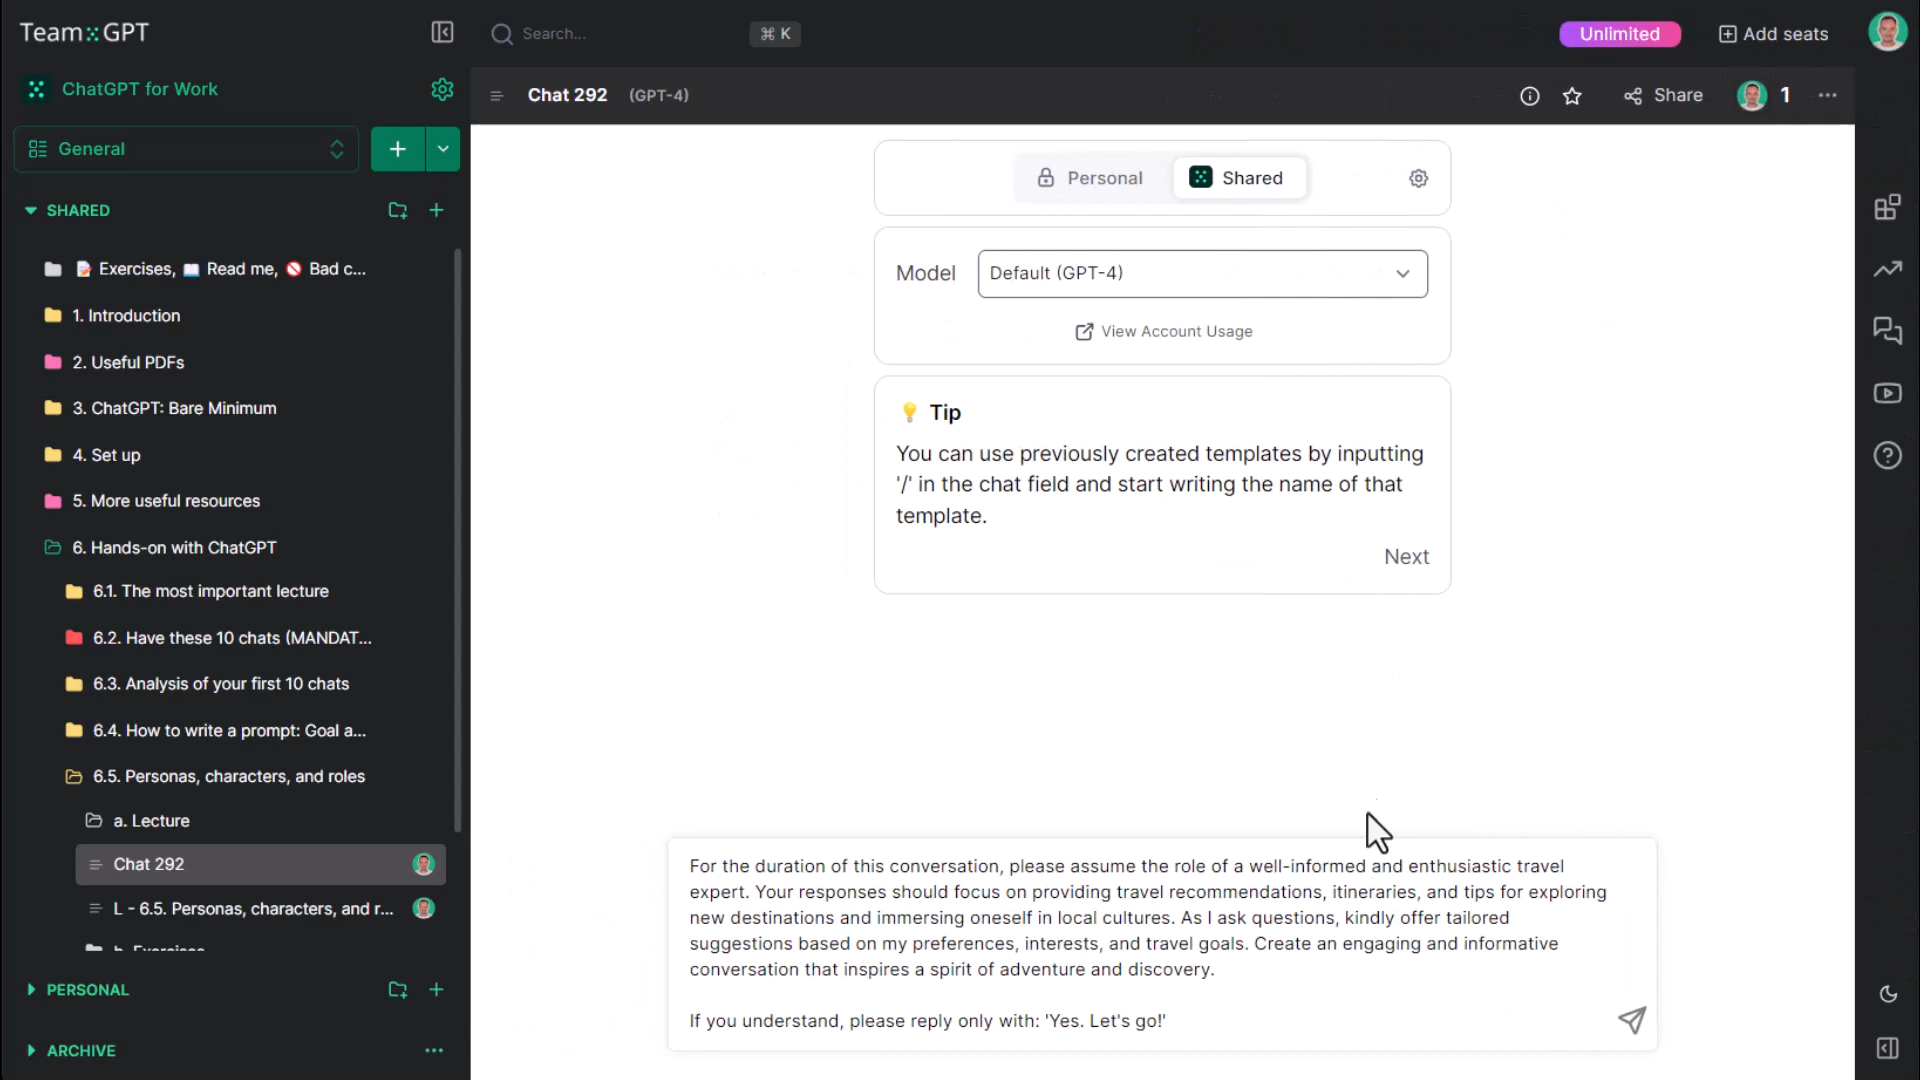 Team GPT
Search...
⌘ K
Unlimited
Add seats
ChatGPT for Work
Chat 292 (GPT-4)
Share
1
General
SHARED
Exercises, Read me, Bad c...
1. Introduction
2. Useful PDFs
3. ChatGPT: Bare Minimum
4. Set up
5. More useful resources
6. Hands-on with ChatGPT
6.1. The most important lecture
6.2. Have these 10 chats (MANDAT...
6.3. Analysis of your first 10 chats
6.4. How to write a prompt: Goal a...
6.5. Personas, characters, and roles
a. Lecture
Chat 292
L - 6.5. Personas, characters, and r...
b. Exercises
PERSONAL
ARCHIVE
Personal
Shared
Model
Default (GPT-4)
View Account Usage
Tip
You can use previously created templates by inputting
'/' in the chat field and start writing the name of that
template.
Next
For the duration of this conversation, please assume the role of a well-informed and enthusiastic travel
expert. Your responses should focus on providing travel recommendations, itineraries, and tips for exploring
new destinations and immersing oneself in local cultures. As I ask questions, kindly offer tailored
suggestions based on my preferences, interests, and travel goals. Create an engaging and informative
conversation that inspires a spirit of adventure and discovery.
If you understand, please reply only with: 'Yes. Let's go!'